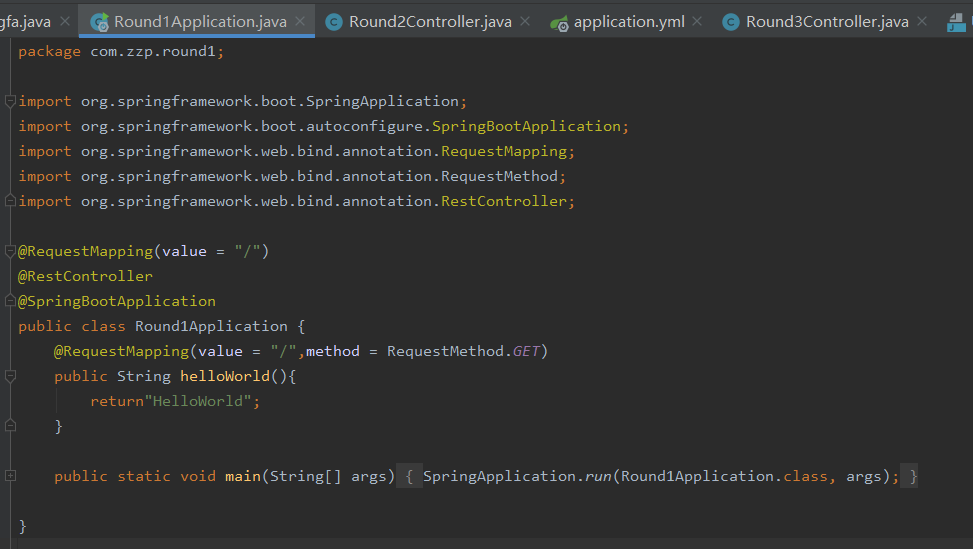 gfa.java Round1Application.java Round2Controller.java application.yml Round3Controller.java
package com.zzp.round1;
import org.springframework.boot.SpringApplication;
import org.springframework.boot.autoconfigure.SpringBootApplication;
import org.springframework.web.bind.annotation.RequestMapping;
import org.springframework.web.bind.annotation.RequestMethod;
import org.springframework.web.bind.annotation.RestController;
@RequestMapping(value = "/")
@RestController
@SpringBootApplication
public class Round1Application {
@RequestMapping(value = "/",method = RequestMethod.GET)
public String helloWorld(){
return"HelloWorld";
}
public static void main(String[] args) { SpringApplication.run(Round1Application.class, args); }
}